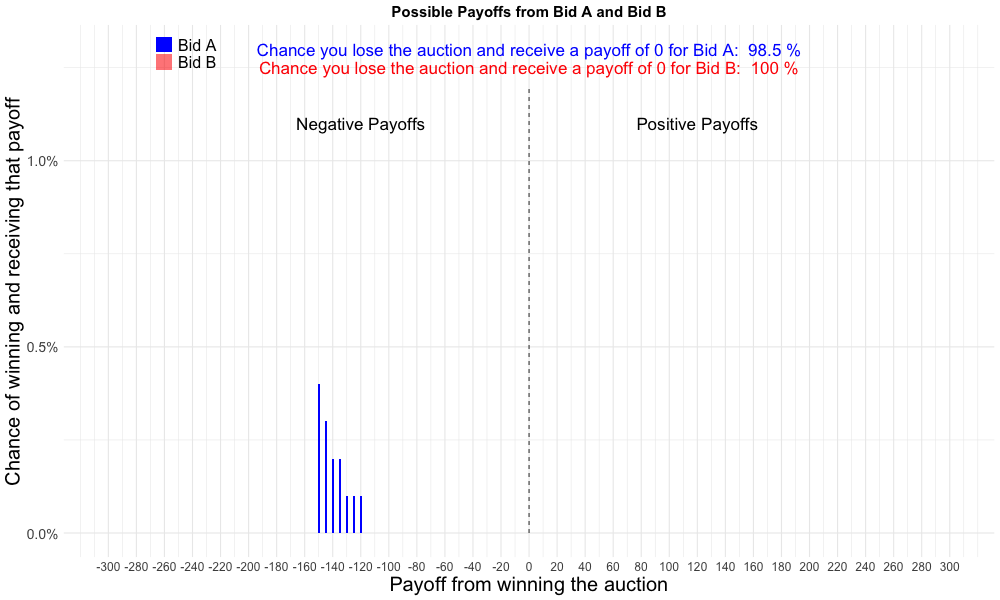 Possible Payoffs from Bid A and Bid B
Bid A
Bid B
Chance you lose the auction and receive a payoff of 0 for Bid A: 98.5 %
Chance you lose the auction and receive a payoff of 0 for Bid B: 100 %
Negative Payoffs
Positive Payoffs
Chance of winning and receiving that payoff
1.0%
0.5%
0.0%
-300 -280 -260 -240 -220 -200 -180 -160 -140 -120 -100 -80 -60 -40 -20 0 20 40 60 80 100 120 140 160 180 200 220 240 260 280 300
Payoff from winning the auction